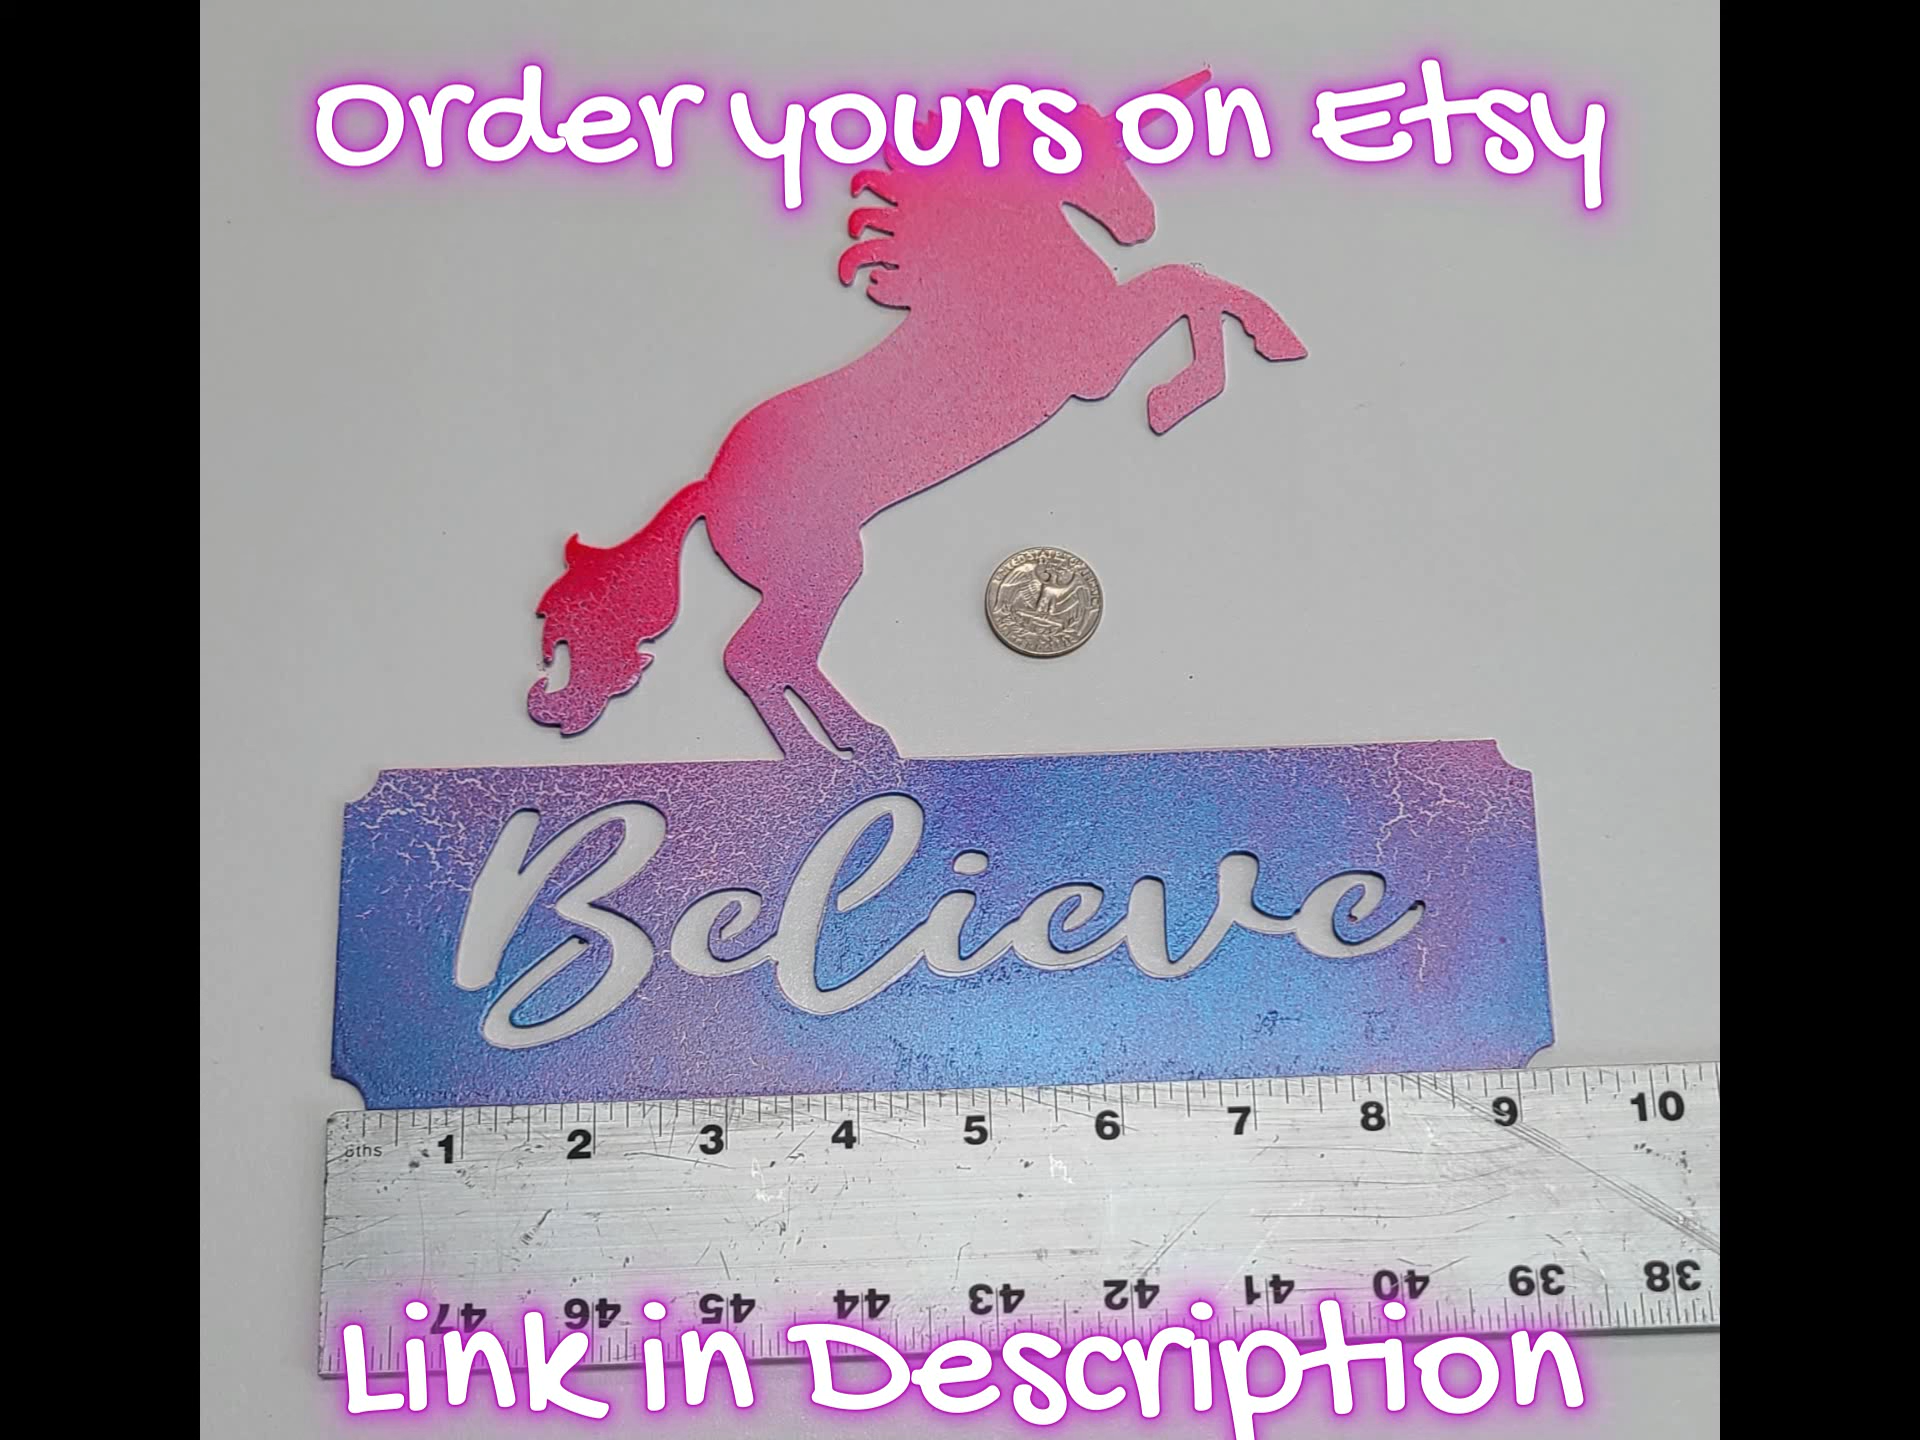 Order yours on Etsy
Believe
8ths 1 2 3 4 5 6 7 8 9 10
47 46 45 44 43 42 41 40 39 38
Link in Description